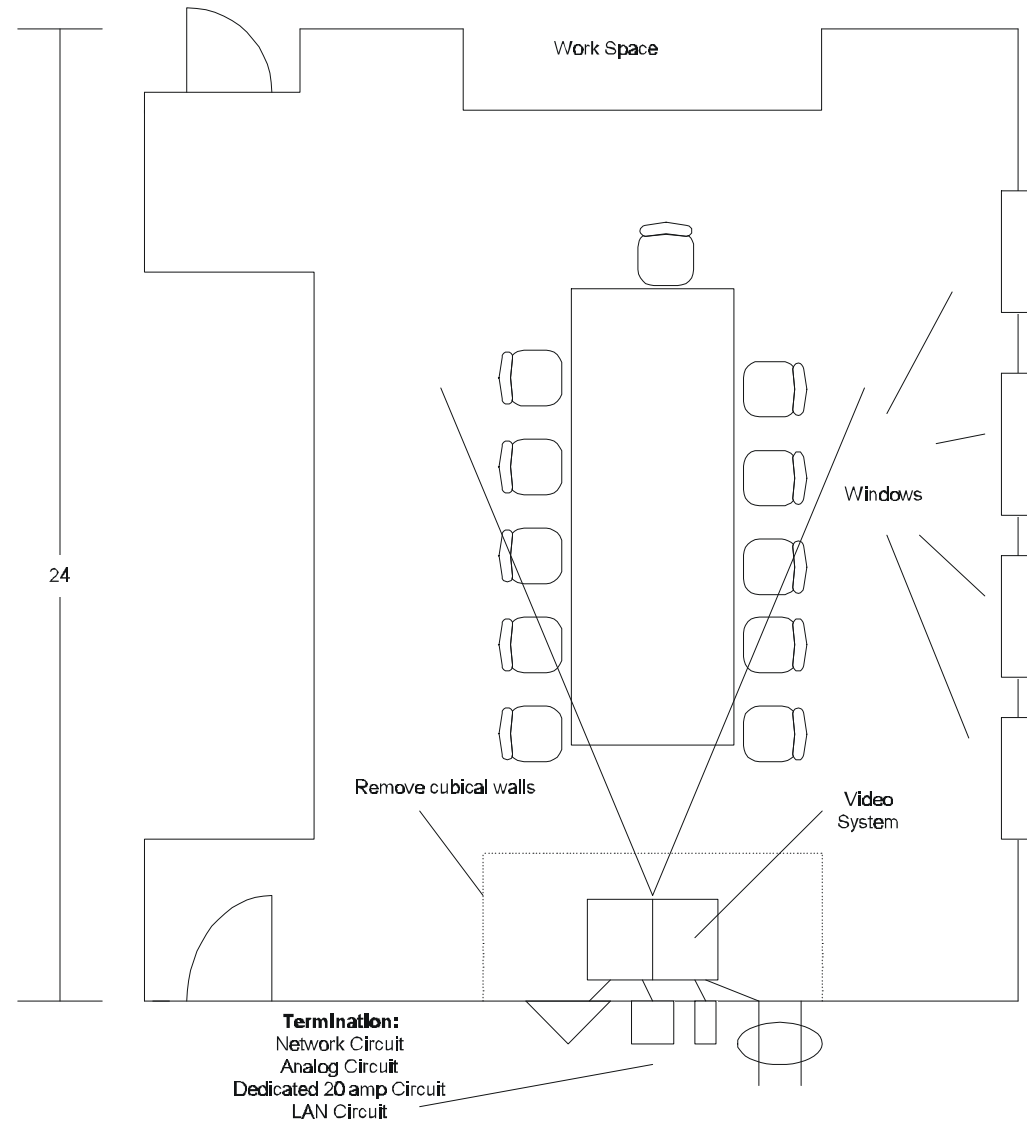 Work Space
Windows
24
Remove cubical walls
Video
System
Termination:
Network Circuit
Analog Circuit
Dedicated 20 amp Circuit
LAN Circuit